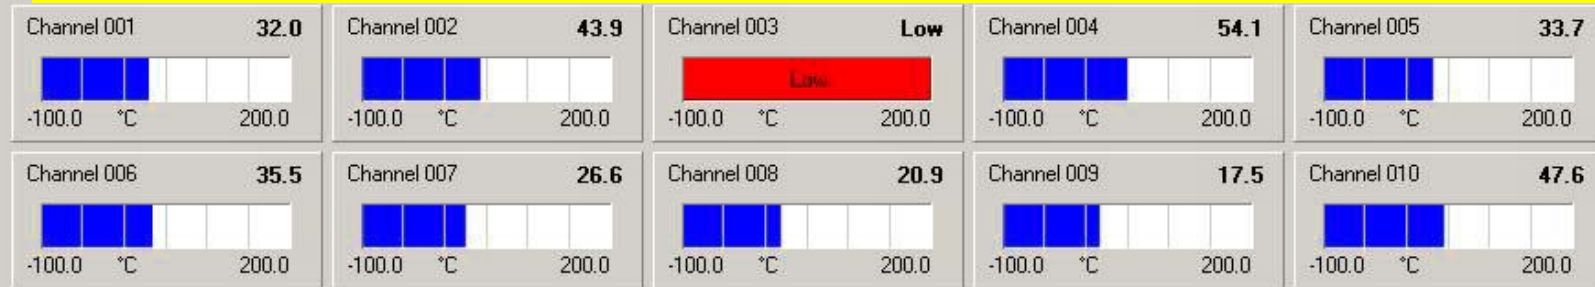 Channel 001 32.0 Channel 002 43.9 Channel 003 Low Channel 004 54.1 Channel 005 33.7
Low
-100.0 °C 200.0 -100.0 °C 200.0 -100.0 °C 200.0 -100.0 °C 200.0 -100.0 °C 200.0
Channel 006 35.5 Channel 007 26.6 Channel 008 20.9 Channel 009 17.5 Channel 010 47.6
-100.0 °C 200.0 -100.0 °C 200.0 -100.0 °C 200.0 -100.0 °C 200.0 -100.0 °C 200.0